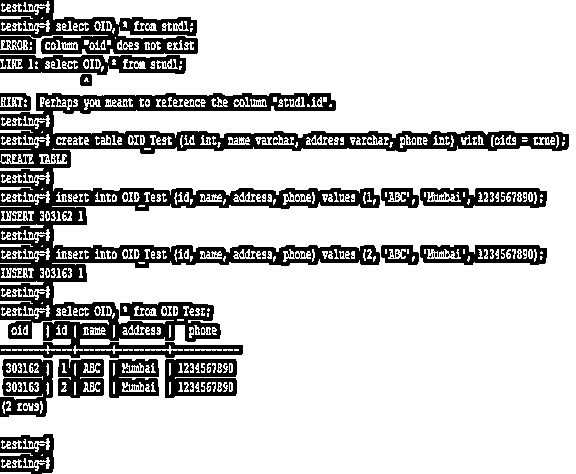 testing=#
testing=# select OID, * from stud1;
ERROR: column "oid" does not exist
LINE 1: select OID, * from stud1;
^
HINT: Perhaps you meant to reference the column "stud1.id".
testing=#
testing=# create table OID_Test (id int, name varchar, address varchar, phone int) with (oids = true);
CREATE TABLE
testing=#
testing=# insert into OID_Test (id, name, address, phone) values (1, 'ABC', 'Mumbai', 1234567890);
INSERT 303162 1
testing=#
testing=# insert into OID_Test (id, name, address, phone) values (2, 'ABC', 'Mumbai', 1234567890);
INSERT 303163 1
testing=#
testing=# select OID, * from OID_Test;
oid | id | name | address | phone
--------+----+------+---------+------------
303162 | 1 | ABC | Mumbai | 1234567890
303163 | 2 | ABC | Mumbai | 1234567890
(2 rows)
testing=#
testing=#